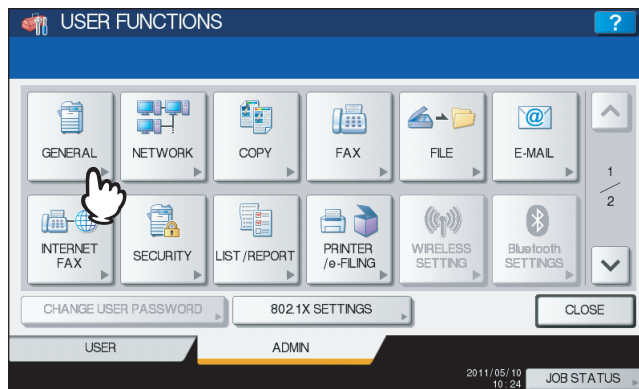 USER FUNCTIONS
?
GENERAL
NETWORK
COPY
FAX
FILE
@
E-MAIL
1
2
INTERNET
FAX
SECURITY
LIST/REPORT
PRINTER
/e-FILING
WIRELESS
SETTING
Bluetooth
SETTINGS
CHANGE USER PASSWORD
802.1X SETTINGS
CLOSE
USER
ADMIN
2011/05/10
10:24
JOB STATUS